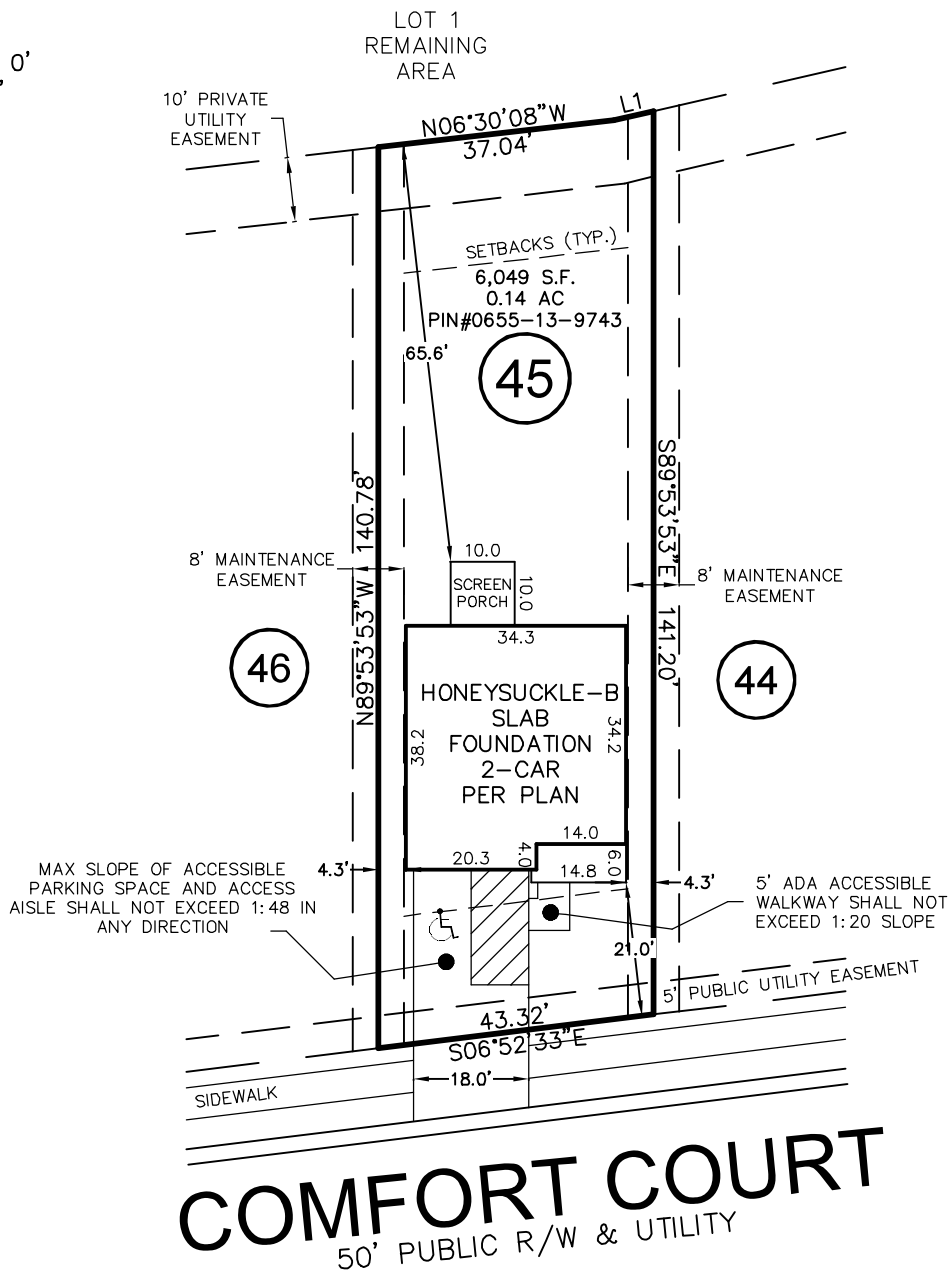 LOT 1
REMAINING
AREA
, 0'
10' PRIVATE
UTILITY
EASEMENT
N06°30'08"W
L1
37.04'
SETBACKS (TYP.)
6,049 S.F.
0.14 AC
PIN#0655-13-9743
65.6'
45
N89°53'53"W 140.78'
S89°53'53"E 141.20'
8' MAINTENANCE
EASEMENT
8' MAINTENANCE
EASEMENT
10.0
SCREEN
PORCH
10.0
34.3
46
44
HONEYSUCKLE-B
SLAB
FOUNDATION
2-CAR
PER PLAN
38.2
34.2
14.0
4.0
6.0
20.3
14.8
4.3'
4.3'
MAX SLOPE OF ACCESSIBLE
PARKING SPACE AND ACCESS
AISLE SHALL NOT EXCEED 1:48 IN
ANY DIRECTION
5' ADA ACCESSIBLE
WALKWAY SHALL NOT
EXCEED 1:20 SLOPE
21.0'
5' PUBLIC UTILITY EASEMENT
43.32'
S06°52'33"E
18.0'
SIDEWALK
COMFORT COURT
50' PUBLIC R/W & UTILITY